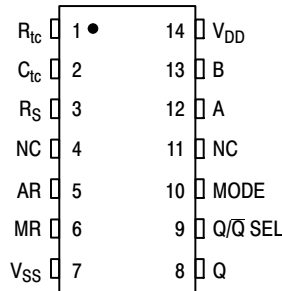 Rtc 1 14 VDD
Ctc 2 13 B
RS 3 12 A
NC 4 11 NC
AR 5 10 MODE
MR 6 9 Q/Q̅ SEL
VSS 7 8 Q